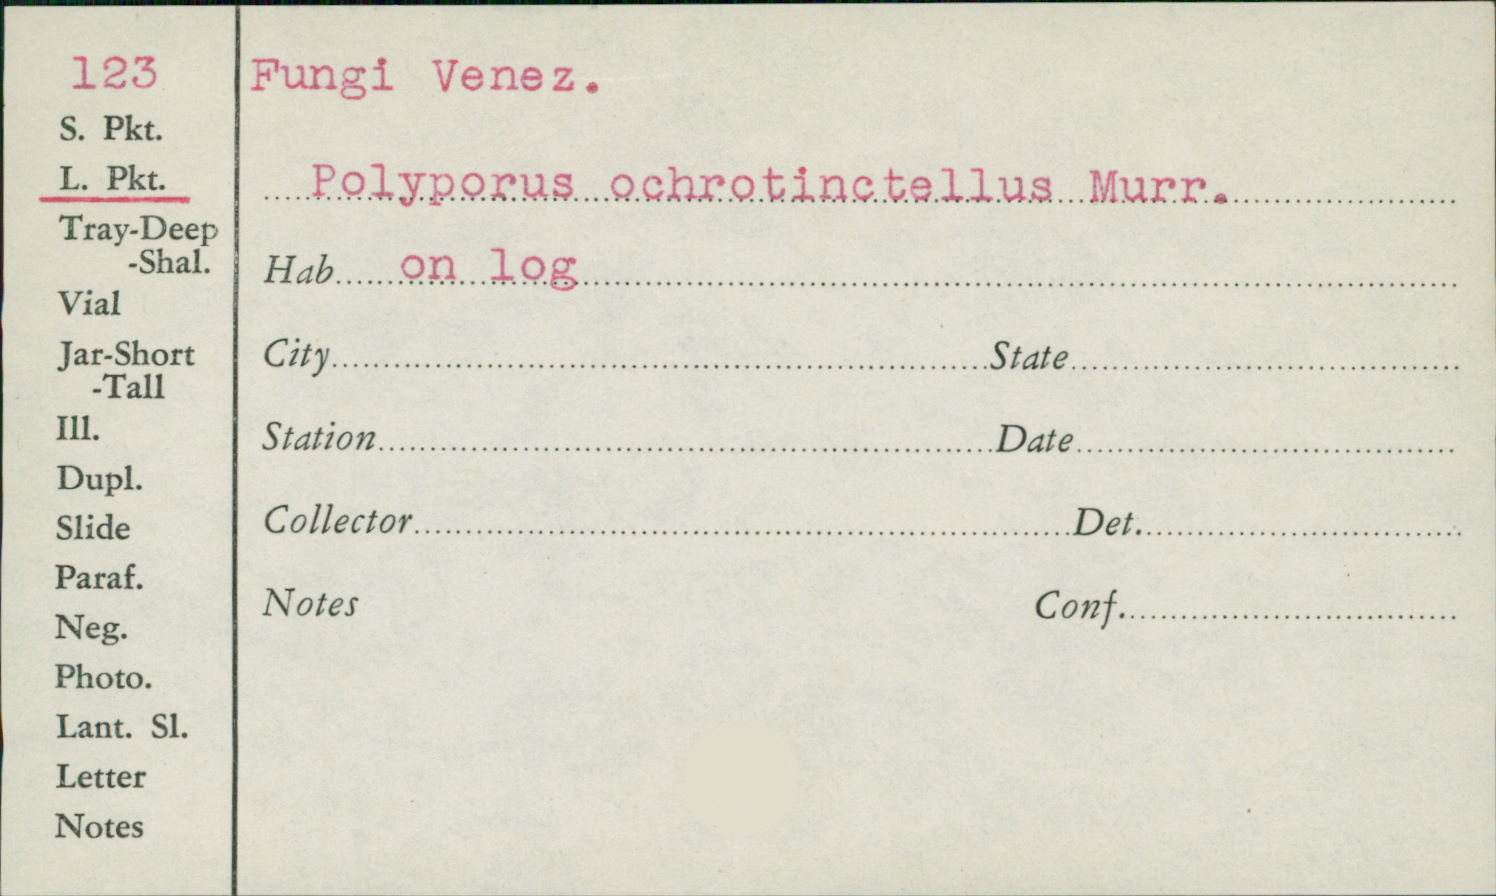 123
S. Pkt.
L. Pkt.
Tray-Deep
-Shal.
Vial
Jar-Short
-Tall
Ill.
Dupl.
Slide
Paraf.
Neg.
Photo.
Lant. Sl.
Letter
Notes
Fungi Venez.
Polyporus ochrotinctellus Murr.
Hab. on log
City State
Station Date
Collector Det.
Notes Conf.